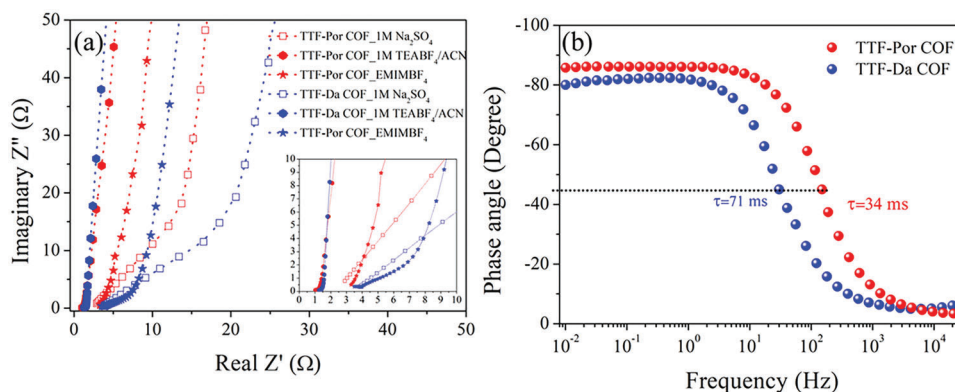 (a)
TTF-Por COF_1M Na₂SO₄
TTF-Por COF_1M TEABF₄/ACN
TTF-Por COF_EMIMBF₄
TTF-Da COF_1M Na₂SO₄
TTF-Da COF_1M TEABF₄/ACN
TTF-Por COF_EMIMBF₄
Imaginary Z" (Ω)
50
40
30
20
10
0
10
9
8
7
6
5
4
3
2
1
0
0 1 2 3 4 5 6 7 8 9 10
0 10 20 30 40 50
Real Z' (Ω)
(b)
TTF-Por COF
TTF-Da COF
Phase angle (Degree)
-100
-80
-60
-40
-20
0
τ=71 ms
τ=34 ms
10⁻² 10⁻¹ 10⁰ 10¹ 10² 10³ 10⁴
Frequency (Hz)